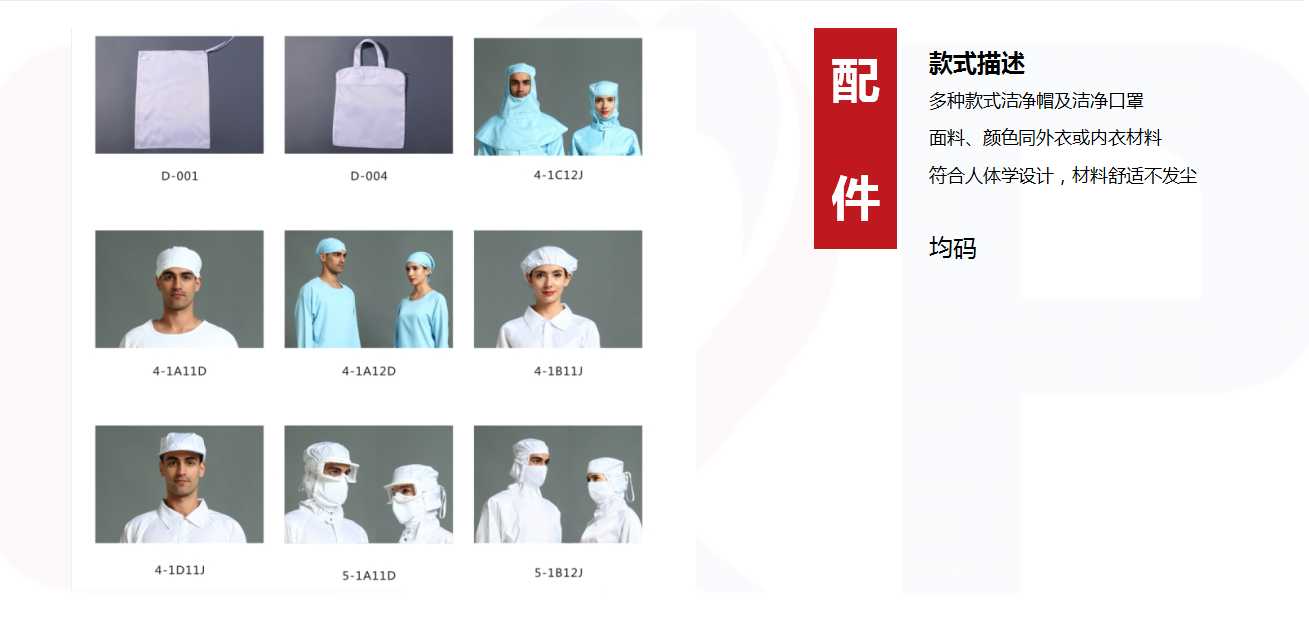 D-001
D-004
4-1C12J
4-1A11D
4-1A12D
4-1B11J
4-1D11J
5-1A11D
5-1B12J
配
件
款式描述
多种款式洁净帽及洁净口罩
面料、颜色同外衣或内衣材料
符合人体学设计，材料舒适不发尘
均码